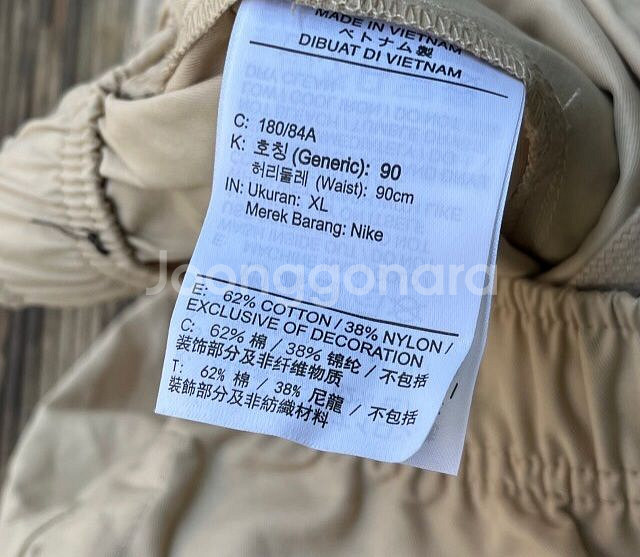 MADE IN VIETNAM
ベトナム製
DIBUAT DI VIETNAM
C: 180/84A
K: 호칭 (Generic): 90
허리둘레 (Waist): 90cm
IN: Ukuran: XL
Merek Barang: Nike
Joonggonara
E: 62% COTTON / 38% NYLON /
EXCLUSIVE OF DECORATION
C: 62% 棉 / 38% 锦纶 / 不包括
装饰部分及非纤维物质
T: 62% 棉 / 38% 尼龍 / 不包括
裝飾部分及非紡織材料